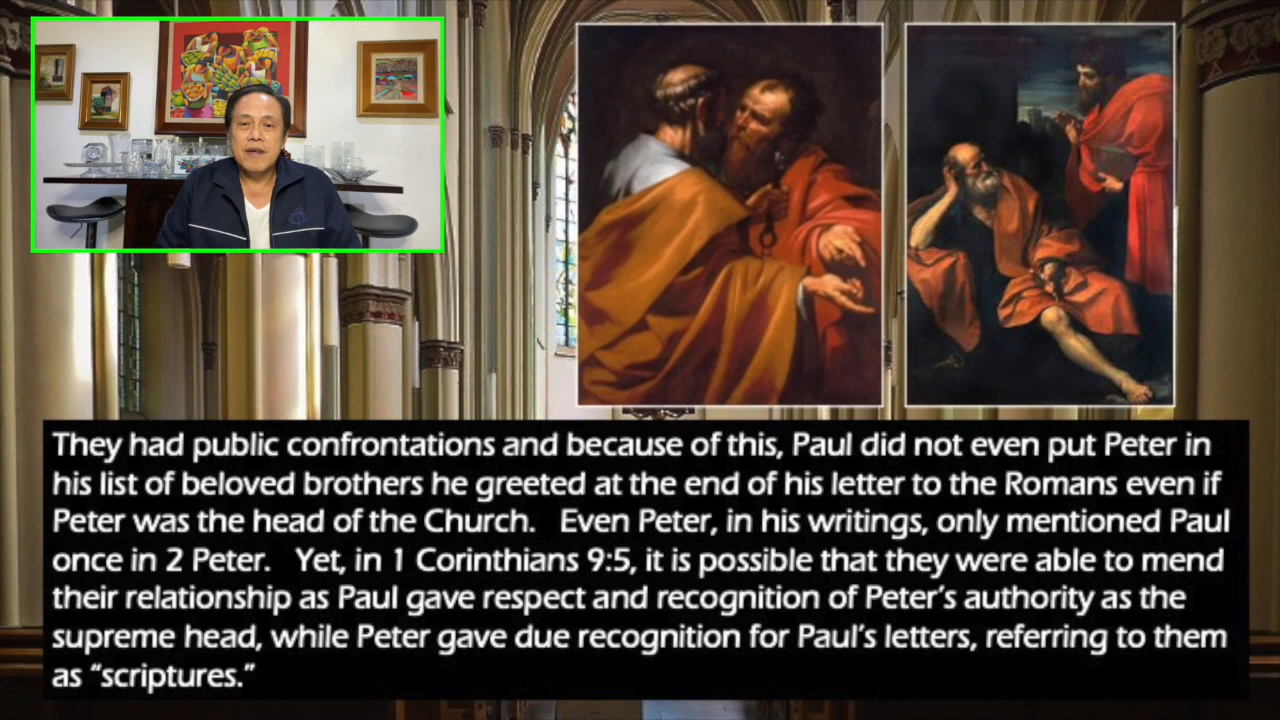 They had public confrontations and because of this, Paul did not even put Peter in
his list of beloved brothers he greeted at the end of his letter to the Romans even if
Peter was the head of the Church. Even Peter, in his writings, only mentioned Paul
once in 2 Peter. Yet, in 1 Corinthians 9:5, it is possible that they were able to mend
their relationship as Paul gave respect and recognition of Peter's authority as the
supreme head, while Peter gave due recognition for Paul's letters, referring to them
as “scriptures.”